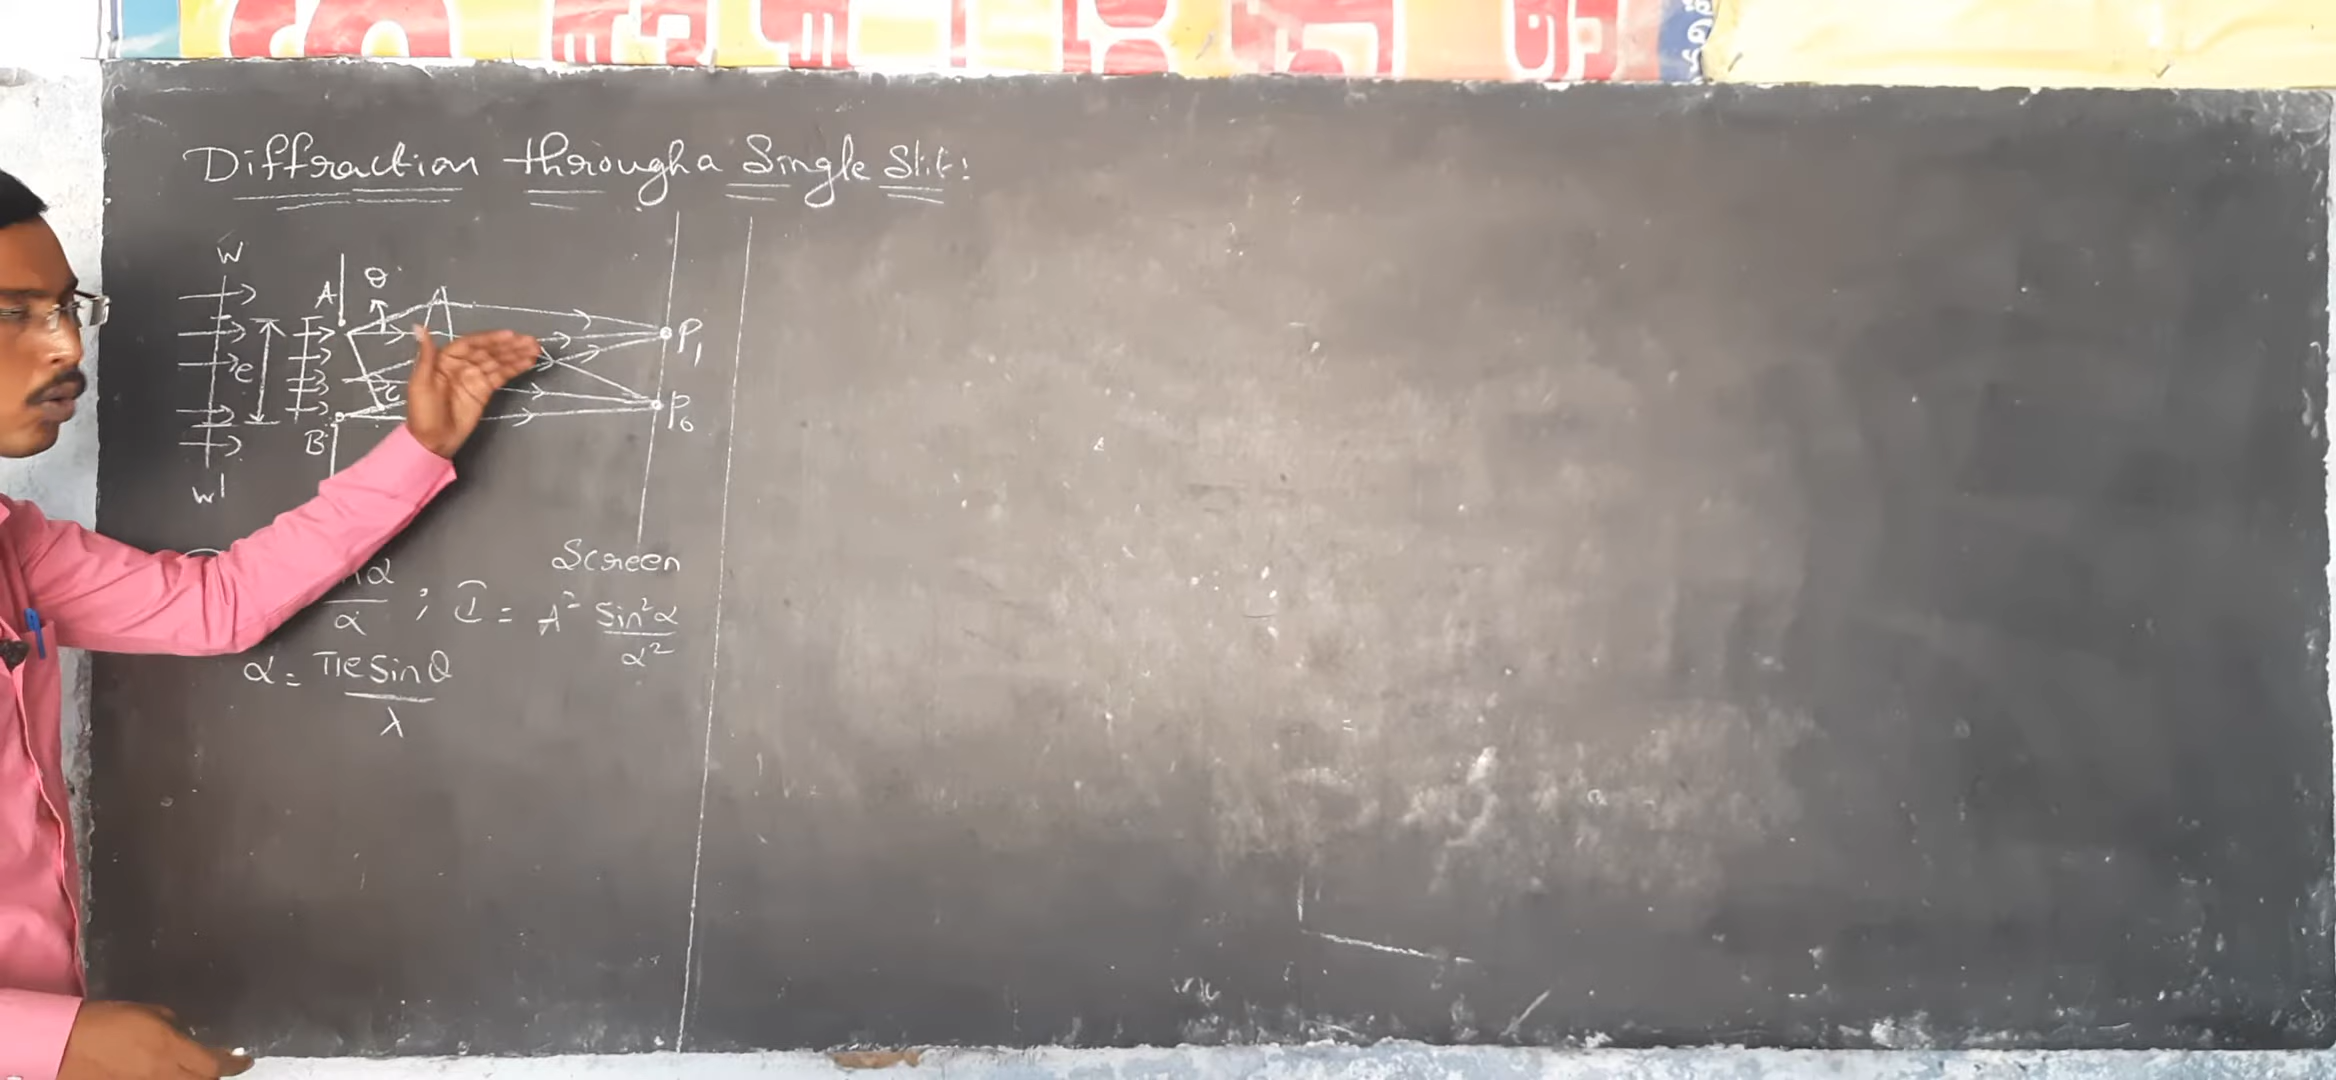 Diffraction through a Single Slit:
W
A θ
e
P₁
C
P₀
B
W|
Screen
α / α ; I = A² Sin²α / α²
α = πe Sinθ / λ